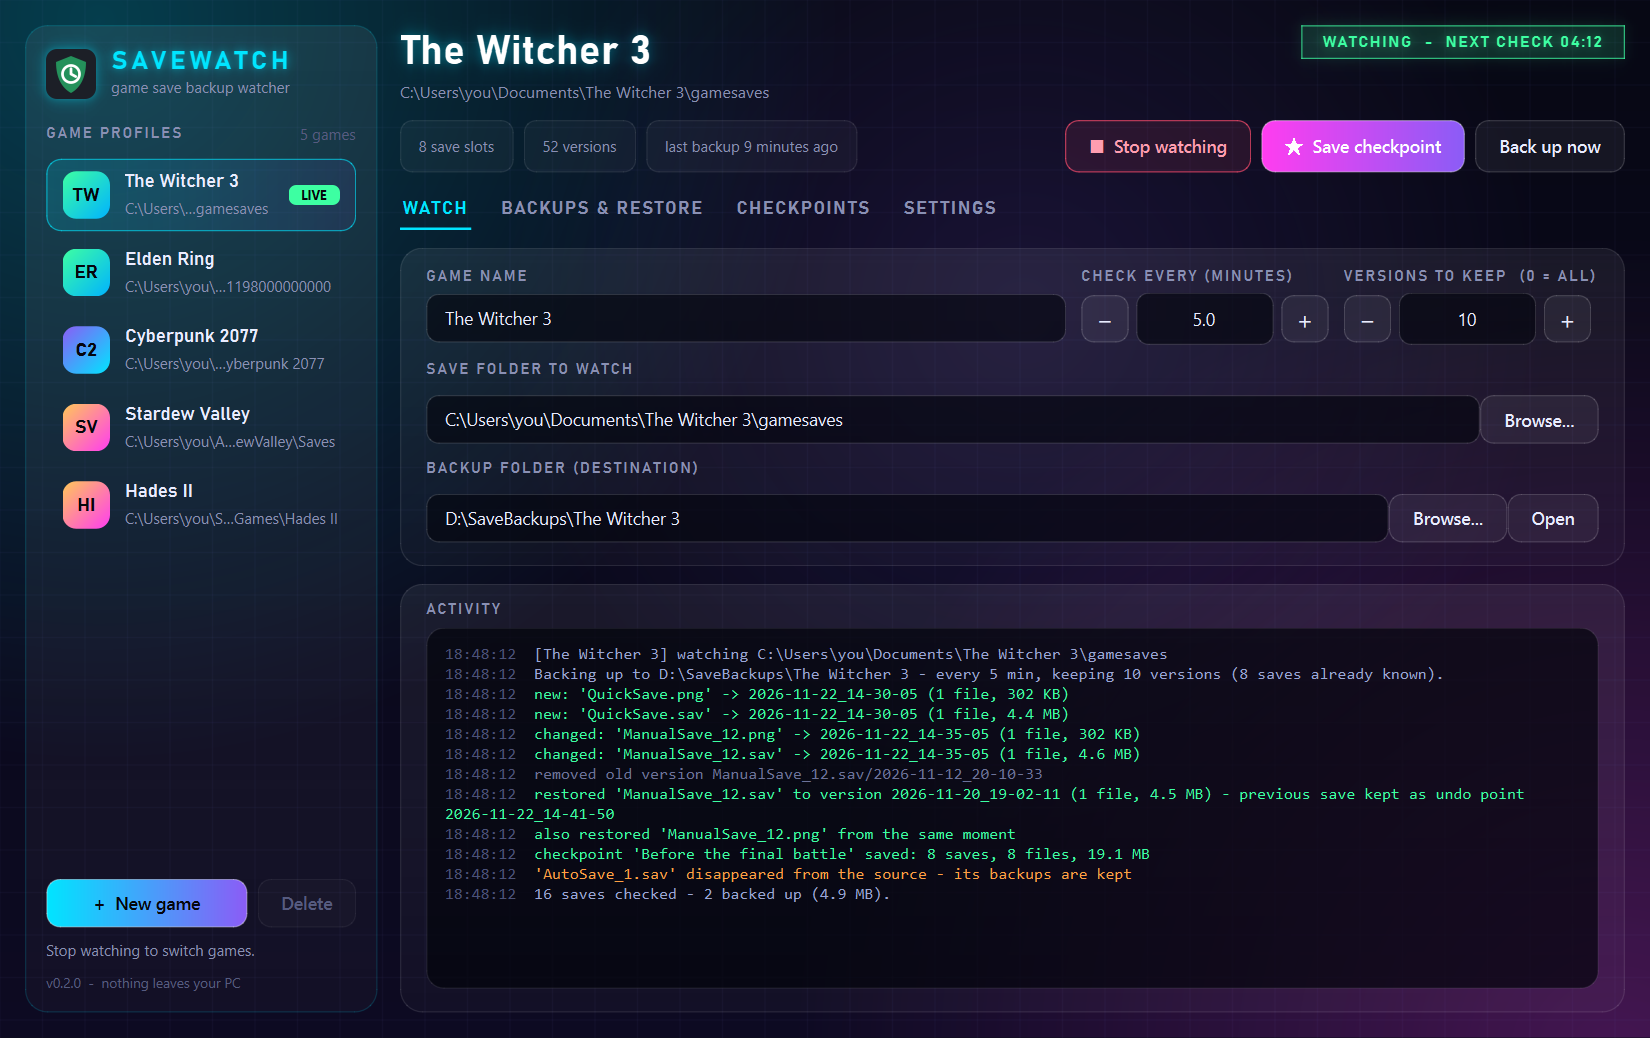 SAVEWATCH
game save backup watcher
GAME PROFILES
5 games
TW
The Witcher 3
C:\Users\...gamesaves
LIVE
ER
Elden Ring
C:\Users\you\...1198000000000
C2
Cyberpunk 2077
C:\Users\you\...yberpunk 2077
SV
Stardew Valley
C:\Users\you\A...ewValley\Saves
HI
Hades II
C:\Users\you\S...Games\Hades II
+ New game
Delete
Stop watching to switch games.
v0.2.0 - nothing leaves your PC
The Witcher 3
C:\Users\you\Documents\The Witcher 3\gamesaves
WATCHING - NEXT CHECK 04:12
8 save slots
52 versions
last backup 9 minutes ago
■ Stop watching
★ Save checkpoint
Back up now
WATCH
BACKUPS & RESTORE
CHECKPOINTS
SETTINGS
GAME NAME
The Witcher 3
CHECK EVERY (MINUTES)
– 5.0 +
VERSIONS TO KEEP (0 = ALL)
– 10 +
SAVE FOLDER TO WATCH
C:\Users\you\Documents\The Witcher 3\gamesaves
Browse...
BACKUP FOLDER (DESTINATION)
D:\SaveBackups\The Witcher 3
Browse...
Open
ACTIVITY
18:48:12 [The Witcher 3] watching C:\Users\you\Documents\The Witcher 3\gamesaves
18:48:12 Backing up to D:\SaveBackups\The Witcher 3 - every 5 min, keeping 10 versions (8 saves already known).
18:48:12 new: 'QuickSave.png' -> 2026-11-22_14-30-05 (1 file, 302 KB)
18:48:12 new: 'QuickSave.sav' -> 2026-11-22_14-30-05 (1 file, 4.4 MB)
18:48:12 changed: 'ManualSave_12.png' -> 2026-11-22_14-35-05 (1 file, 302 KB)
18:48:12 changed: 'ManualSave_12.sav' -> 2026-11-22_14-35-05 (1 file, 4.6 MB)
18:48:12 removed old version ManualSave_12.sav/2026-11-12_20-10-33
18:48:12 restored 'ManualSave_12.sav' to version 2026-11-20_19-02-11 (1 file, 4.5 MB) - previous save kept as undo point
2026-11-22_14-41-50
18:48:12 also restored 'ManualSave_12.png' from the same moment
18:48:12 checkpoint 'Before the final battle' saved: 8 saves, 8 files, 19.1 MB
18:48:12 'AutoSave_1.sav' disappeared from the source - its backups are kept
18:48:12 16 saves checked - 2 backed up (4.9 MB).